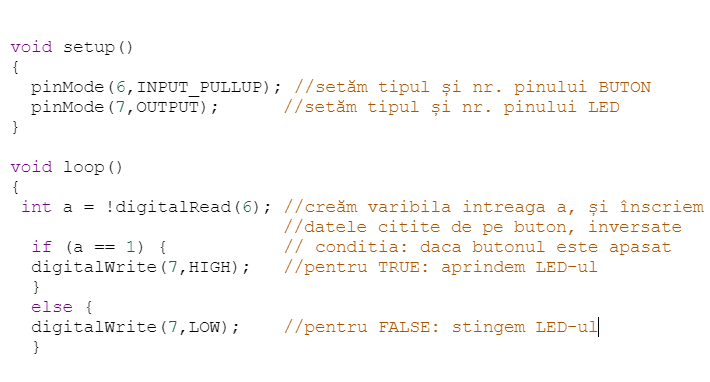 void setup()
{
pinMode(6,INPUT_PULLUP); //setăm tipul și nr. pinului BUTON
pinMode(7,OUTPUT); //setăm tipul și nr. pinului LED
}
void loop()
{
int a = !digitalRead(6); //creăm varibila intreaga a, și înscriem
//datele citite de pe buton, inversate
if (a == 1) { // conditia: daca butonul este apasat
digitalWrite(7,HIGH); //pentru TRUE: aprindem LED-ul
}
else {
digitalWrite(7,LOW); //pentru FALSE: stingem LED-ul
}